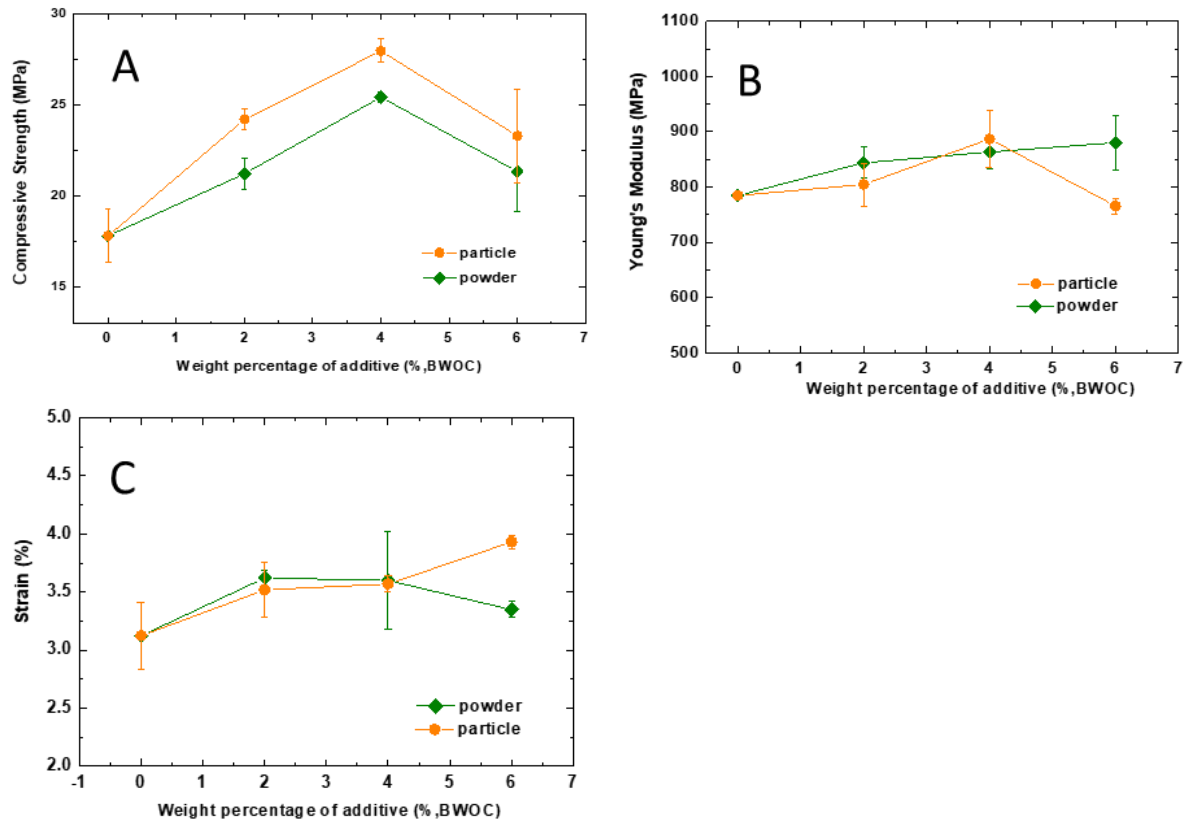 A
Compressive Strength (MPa)
30
25
20
15
particle
powder
0 1 2 3 4 5 6 7
Weight percentage of additive (%,BWOC)
B
Young's Modulus (MPa)
1100
1000
900
800
700
600
500
particle
powder
0 1 2 3 4 5 6 7
Weight percentage of additive (%,BWOC)
C
Strain (%)
5.0
4.5
4.0
3.5
3.0
2.5
2.0
powder
particle
-1 0 1 2 3 4 5 6 7
Weight percentage of additive (%,BWOC)